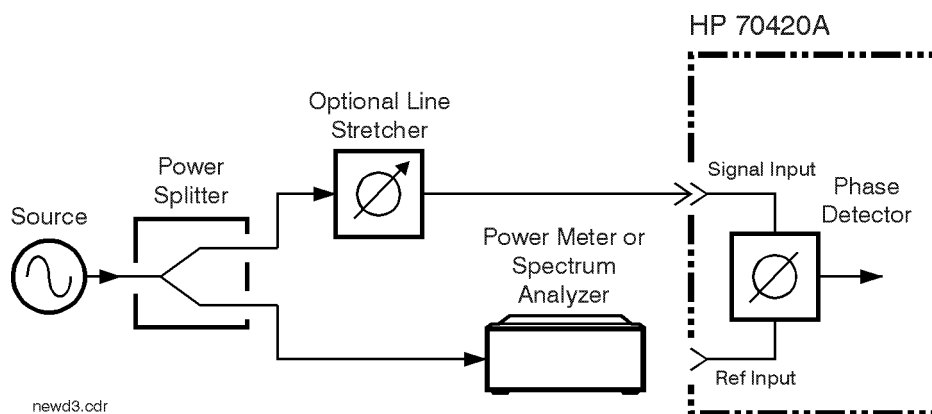 HP 70420A
Optional Line
Stretcher
Power
Splitter
Signal Input
Phase
Detector
Source
Power Meter or
Spectrum
Analyzer
Ref Input
newd3.cdr